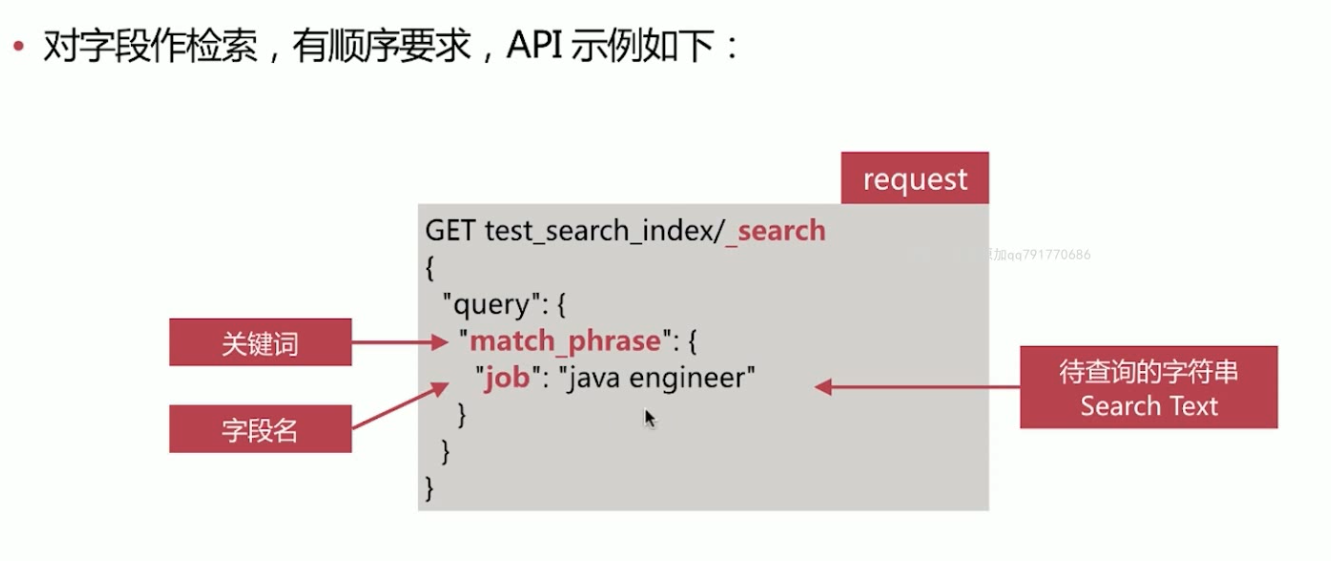 • 对字段作检索，有顺序要求，API 示例如下：
request
GET test_search_index/_search
{
"query": {
关键词
"match_phrase": {
字段名
"job": "java engineer"
待查询的字符串
Search Text
}
}
}
加qq791770686